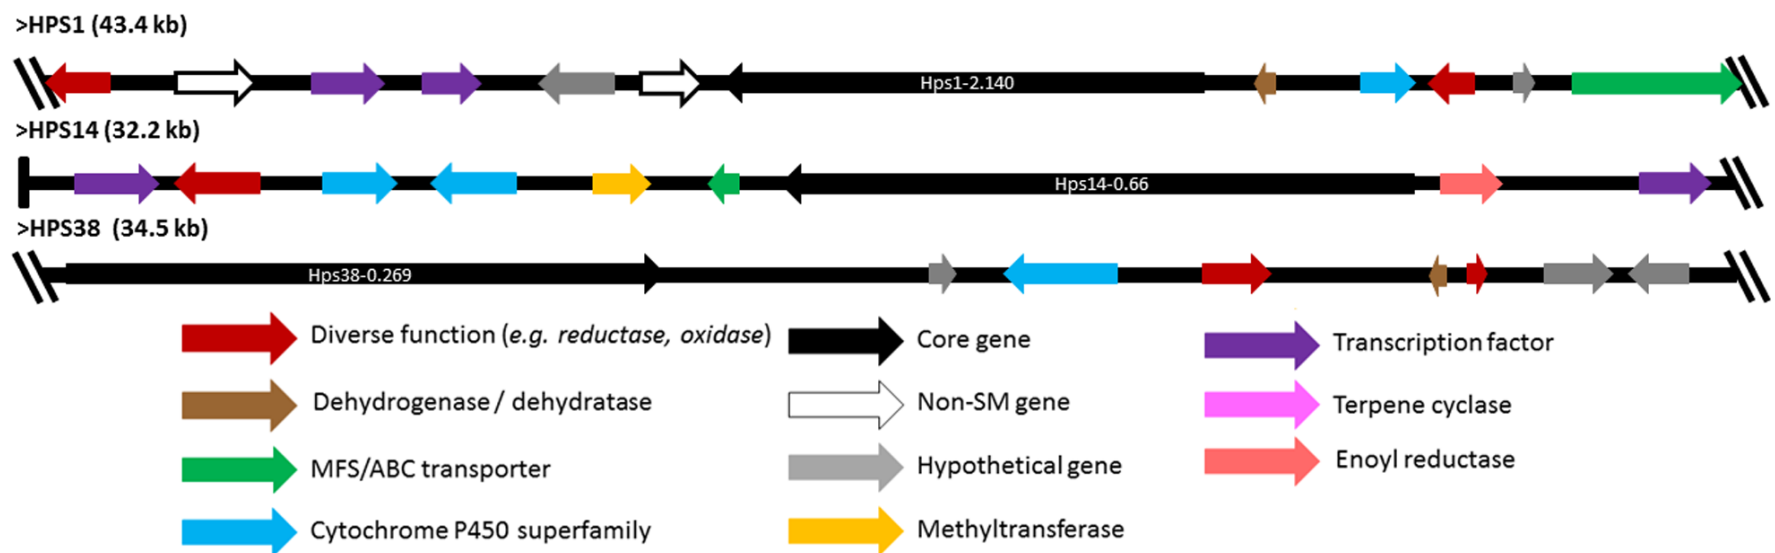 >HPS1 (43.4 kb)
Hps1-2.140
>HPS14 (32.2 kb)
Hps14-0.66
>HPS38 (34.5 kb)
Hps38-0.269
Diverse function (e.g. reductase, oxidase)
Core gene
Transcription factor
Dehydrogenase / dehydratase
Non-SM gene
Terpene cyclase
MFS/ABC transporter
Hypothetical gene
Enoyl reductase
Cytochrome P450 superfamily
Methyltransferase